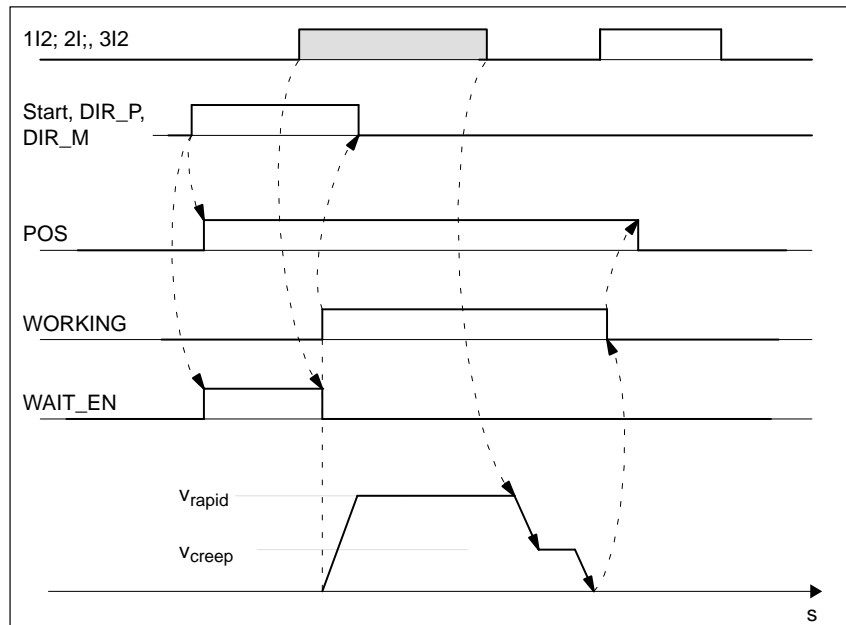 1I2; 2I;, 3I2
Start, DIR_P,
DIR_M
POS
WORKING
WAIT_EN
vrapid
vcreep
s